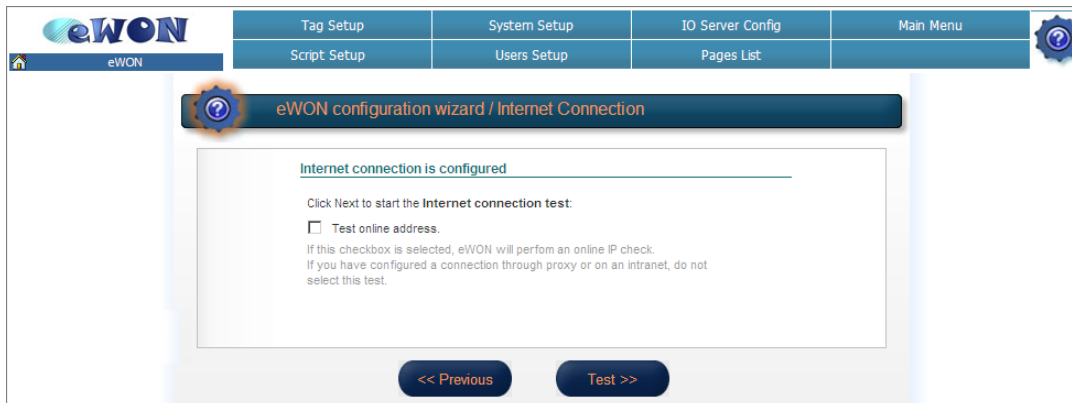 eWON
Tag Setup
System Setup
IO Server Config
Main Menu
eWON
Script Setup
Users Setup
Pages List
eWON configuration wizard / Internet Connection
Internet connection is configured
Click Next to start the Internet connection test:
Test online address.
If this checkbox is selected, eWON will perfom an online IP check.
If you have configured a connection through proxy or on an intranet, do not
select this test.
<< Previous
Test >>